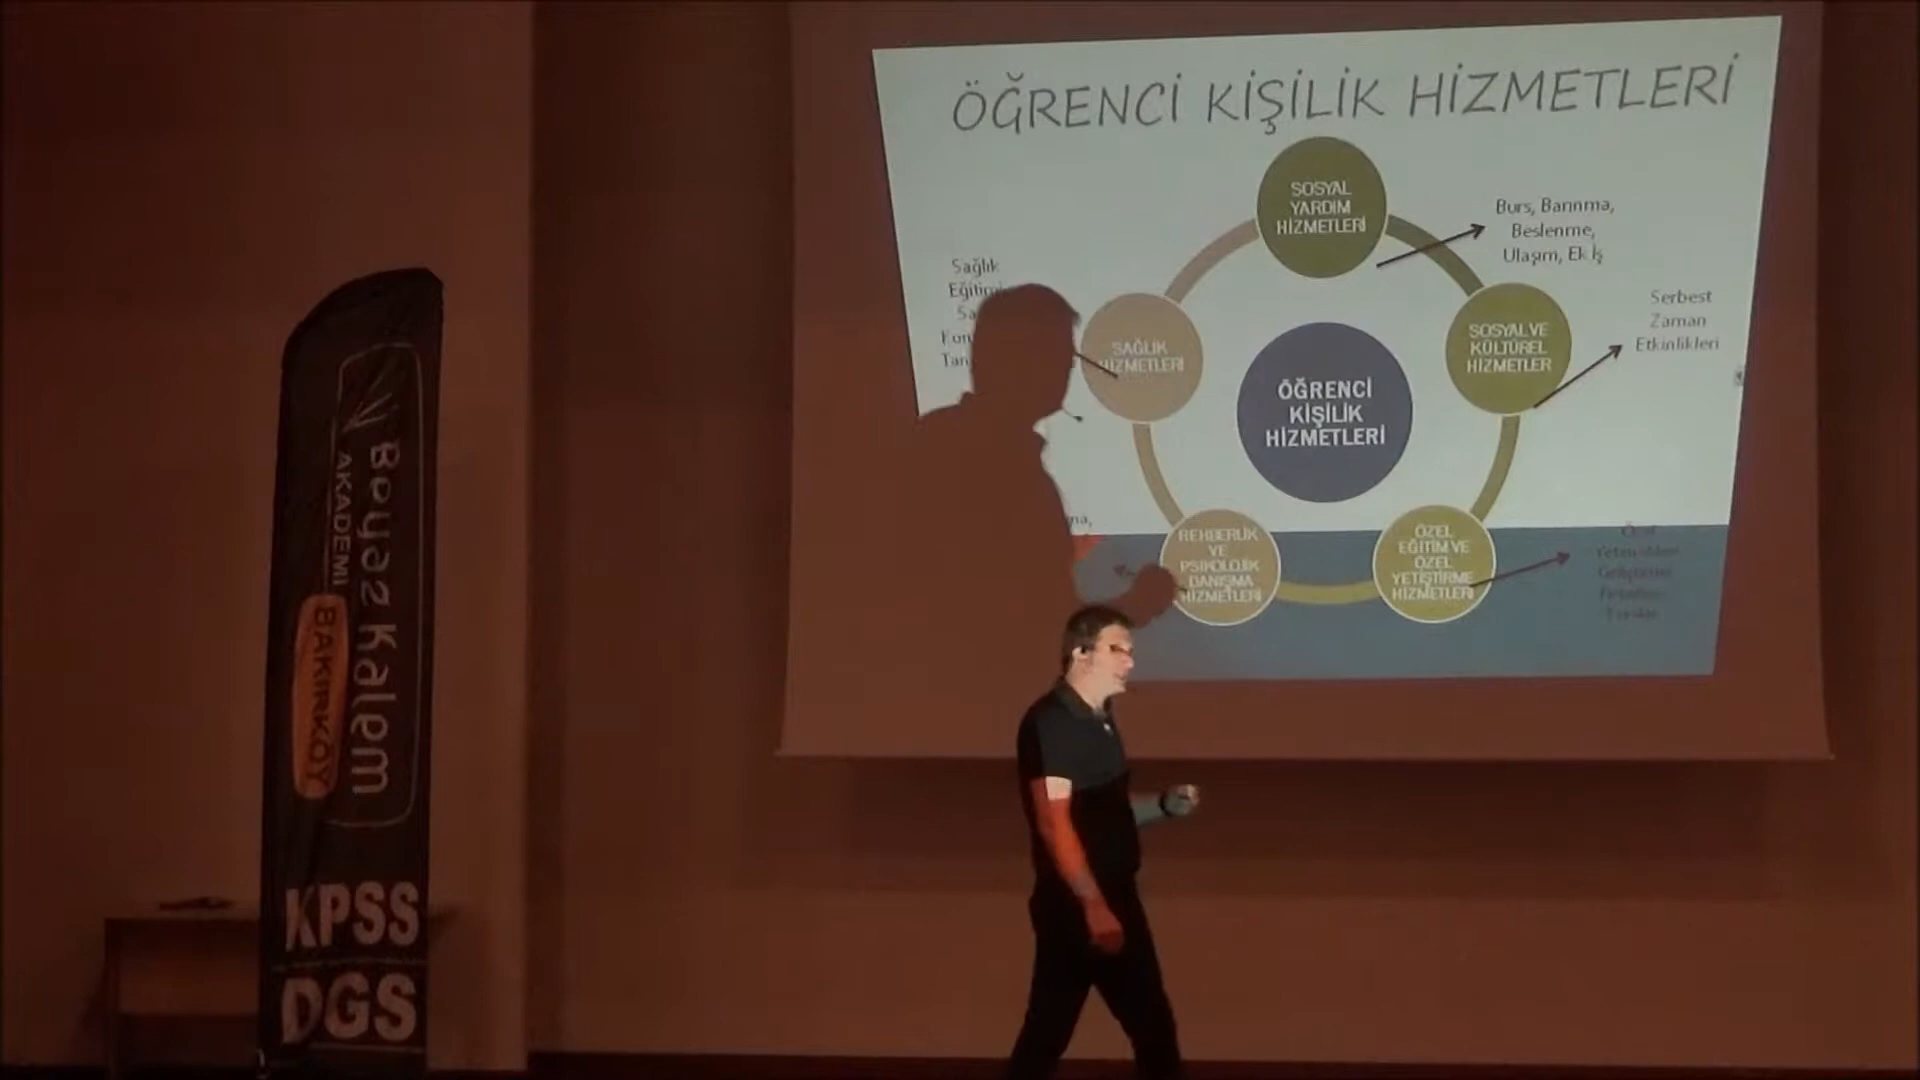 ÖĞRENCİ KİŞİLİK HİZMETLERİ
SOSYAL
YARDIM
HİZMETLERİ
Burs, Barınma,
Beslenme,
Ulaşım, Ek İş
SOSYAL VE
KÜLTÜREL
HİZMETLER
Serbest
Zaman
Etkinlikleri
Sağlık
SAĞLIK
HİZMETLERİ
ÖĞRENCİ
KİŞİLİK
HİZMETLERİ
REHBERLİK
VE
PSİKOLOJİK
DANIŞMA
HİZMETLERİ
ÖZEL
EĞİTİM VE
ÖZEL
YETİŞTİRME
HİZMETLERİ
Beyaz Kalem
AKADEMİ
BAKIRKÖY
KPSS
DGS